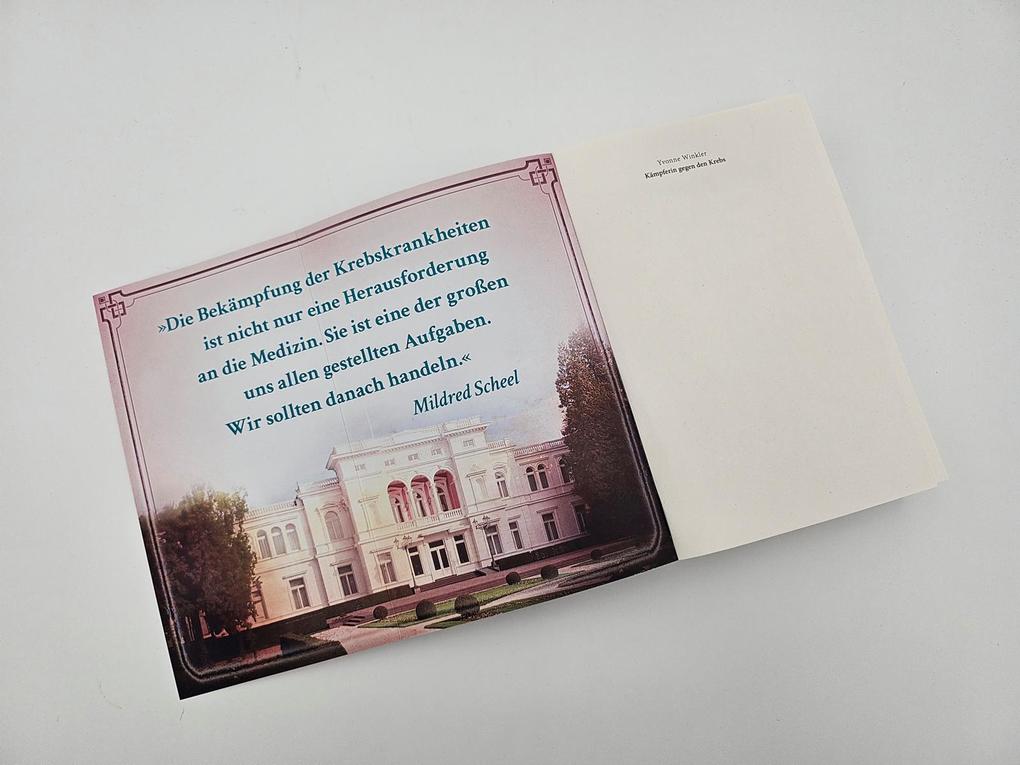 »Die Bekämpfung der Krebskrankheiten
ist nicht nur eine Herausforderung
an die Medizin. Sie ist eine der großen
uns allen gestellten Aufgaben.
Wir sollten danach handeln.«
Mildred Scheel
Yvonne Winkler
Kämpferin gegen den Krebs